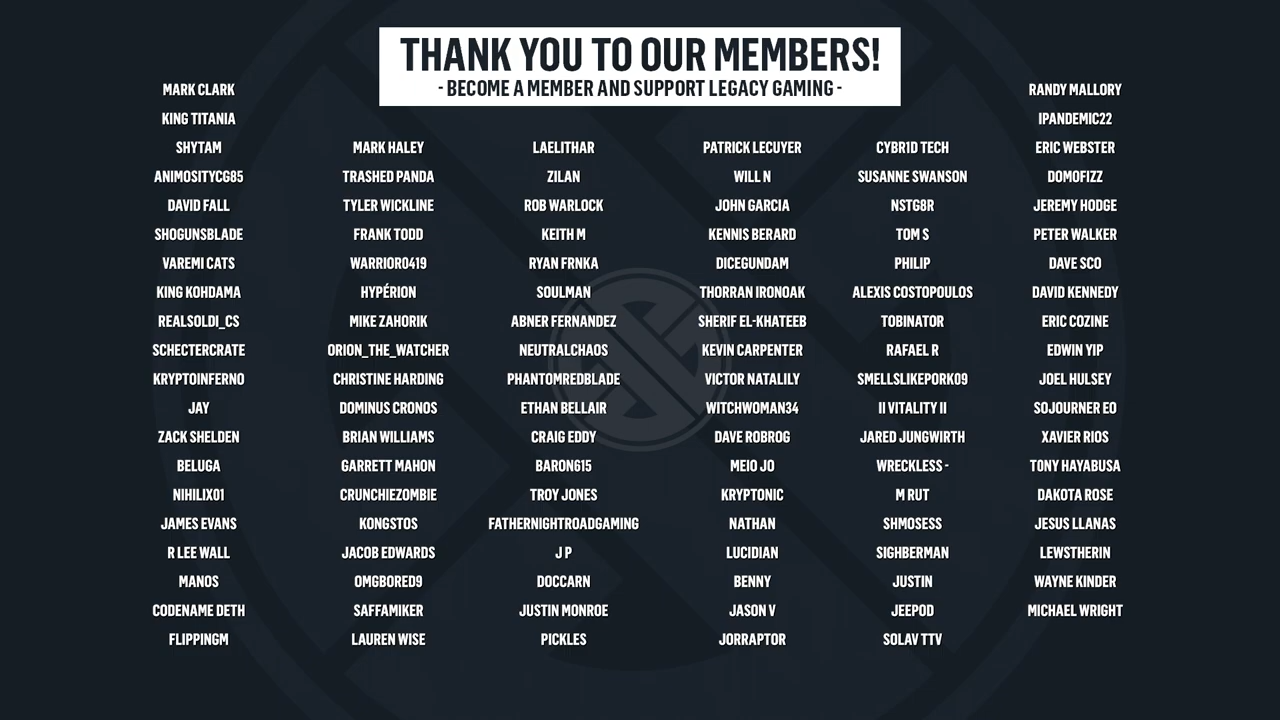 THANK YOU TO OUR MEMBERS!
- BECOME A MEMBER AND SUPPORT LEGACY GAMING -
MARK CLARK
KING TITANIA
SHYTAM
ANIMOSITYCG85
DAVID FALL
SHOGUNSBLADE
VAREMI CATS
KING KOHDAMA
REALSOLDI_CS
SCHECTERCRATE
KRYPTOINFERNO
JAY
ZACK SHELDEN
BELUGA
NIHILIX01
JAMES EVANS
R LEE WALL
MANOS
CODENAME DETH
FLIPPINGM
MARK HALEY
TRASHED PANDA
TYLER WICKLINE
FRANK TODD
WARRIOR0419
HYPÉRION
MIKE ZAHORIK
ORION_THE_WATCHER
CHRISTINE HARDING
DOMINUS CRONOS
BRIAN WILLIAMS
GARRETT MAHON
CRUNCHIEZOMBIE
KONGSTOS
JACOB EDWARDS
OMGBORED9
SAFFAMIKER
LAUREN WISE
LAELITHAR
ZILAN
ROB WARLOCK
KEITH M
RYAN FRNKA
SOULMAN
ABNER FERNANDEZ
NEUTRALCHAOS
PHANTOMREDBLADE
ETHAN BELLAIR
CRAIG EDDY
BARON615
TROY JONES
FATHERNIGHTROADGAMING
J P
DOCCARN
JUSTIN MONROE
PICKLES
PATRICK LECUYER
WILL N
JOHN GARCIA
KENNIS BERARD
DICEGUNDAM
THORRAN IRONOAK
SHERIF EL-KHATEEB
KEVIN CARPENTER
VICTOR NATALILY
WITCHWOMAN34
DAVE ROBROG
MEIO JO
KRYPTONIC
NATHAN
LUCIDIAN
BENNY
JASON V
JORRAPTOR
CYBR1D TECH
SUSANNE SWANSON
NSTG8R
TOM S
PHILIP
ALEXIS COSTOPOULOS
TOBINATOR
RAFAEL R
SMELLSLIKEPORK09
II VITALITY II
JARED JUNGWIRTH
WRECKLESS -
M RUT
SHMOSESS
SIGHBERMAN
JUSTIN
JEEPOD
SOLAV TTV
RANDY MALLORY
IPANDEMIC22
ERIC WEBSTER
DOMOFIZZ
JEREMY HODGE
PETER WALKER
DAVE SCO
DAVID KENNEDY
ERIC COZINE
EDWIN YIP
JOEL HULSEY
SOJOURNER EO
XAVIER RIOS
TONY HAYABUSA
DAKOTA ROSE
JESUS LLANAS
LEWSTHERIN
WAYNE KINDER
MICHAEL WRIGHT